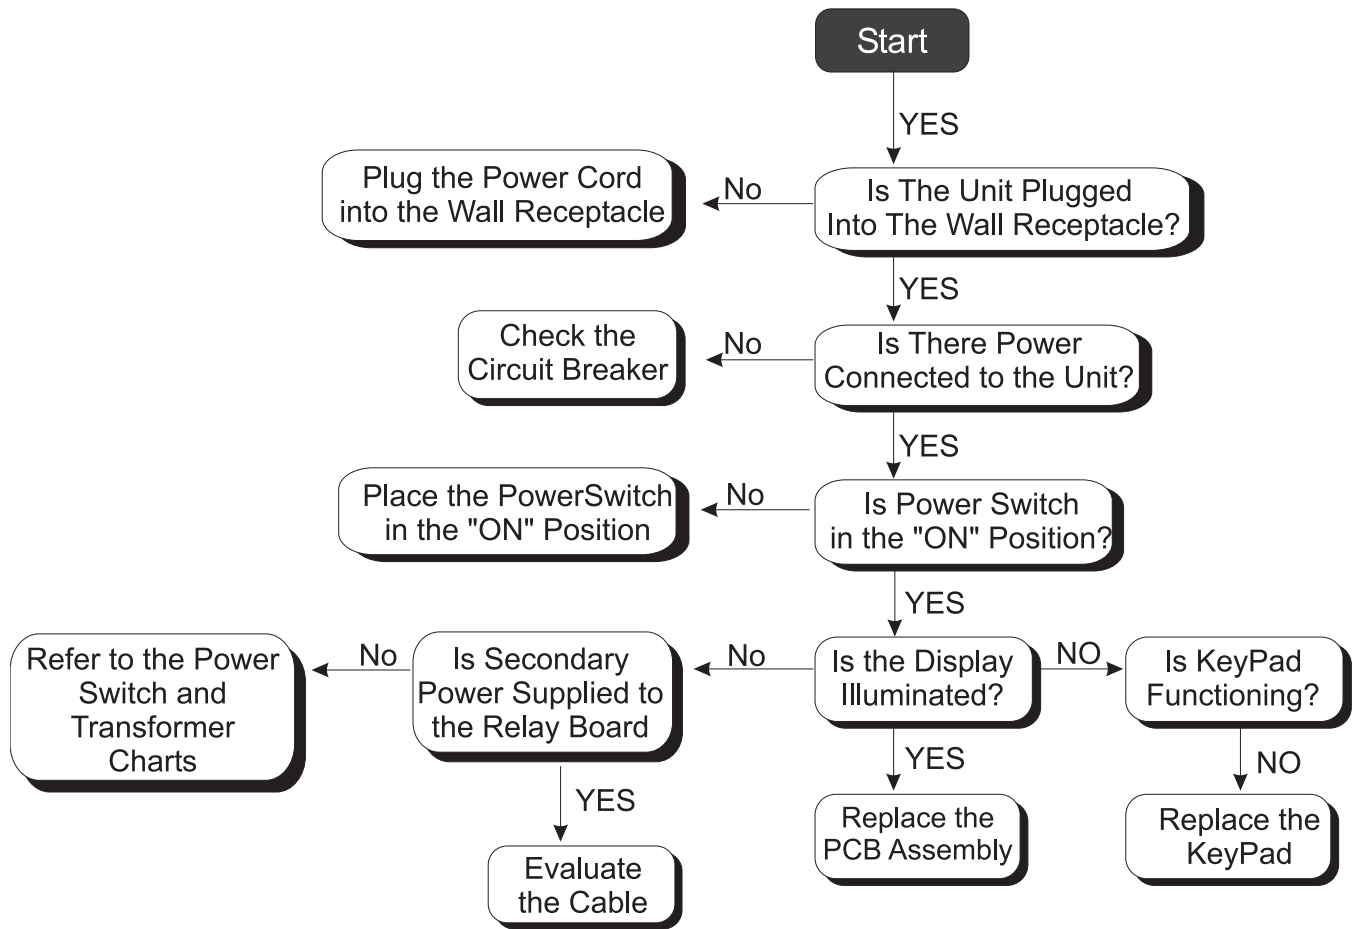 Start
YES
Plug the Power Cord
into the Wall Receptacle
No
Is The Unit Plugged
Into The Wall Receptacle?
YES
Check the
Circuit Breaker
No
Is There Power
Connected to the Unit?
YES
Place the PowerSwitch
in the "ON" Position
No
Is Power Switch
in the "ON" Position?
YES
Refer to the Power
Switch and
Transformer
Charts
No
Is Secondary
Power Supplied to
the Relay Board
No
Is the Display
Illuminated?
NO
Is KeyPad
Functioning?
YES
YES
NO
Evaluate
the Cable
Replace the
PCB Assembly
Replace the
KeyPad